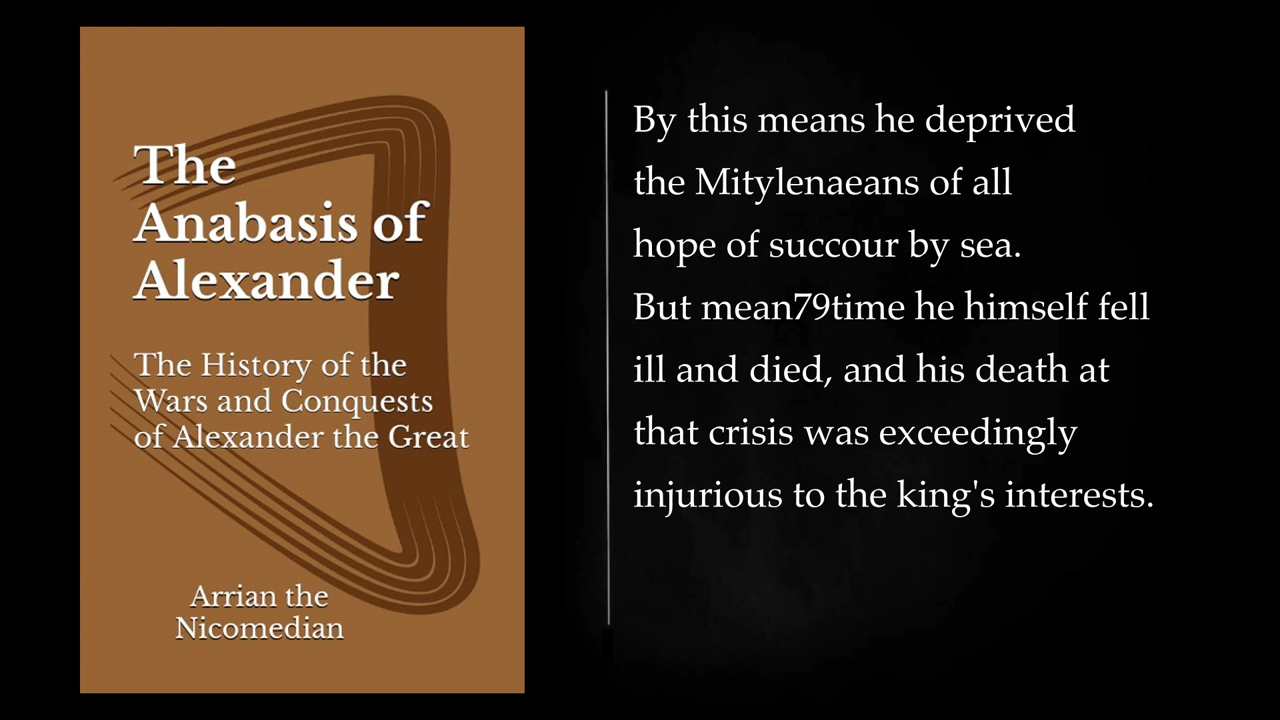 The
Anabasis of
Alexander
The History of the
Wars and Conquests
of Alexander the Great
Arrian the
Nicomedian
By this means he deprived
the Mitylenaeans of all
hope of succour by sea.
But mean79time he himself fell
ill and died, and his death at
that crisis was exceedingly
injurious to the king's interests.